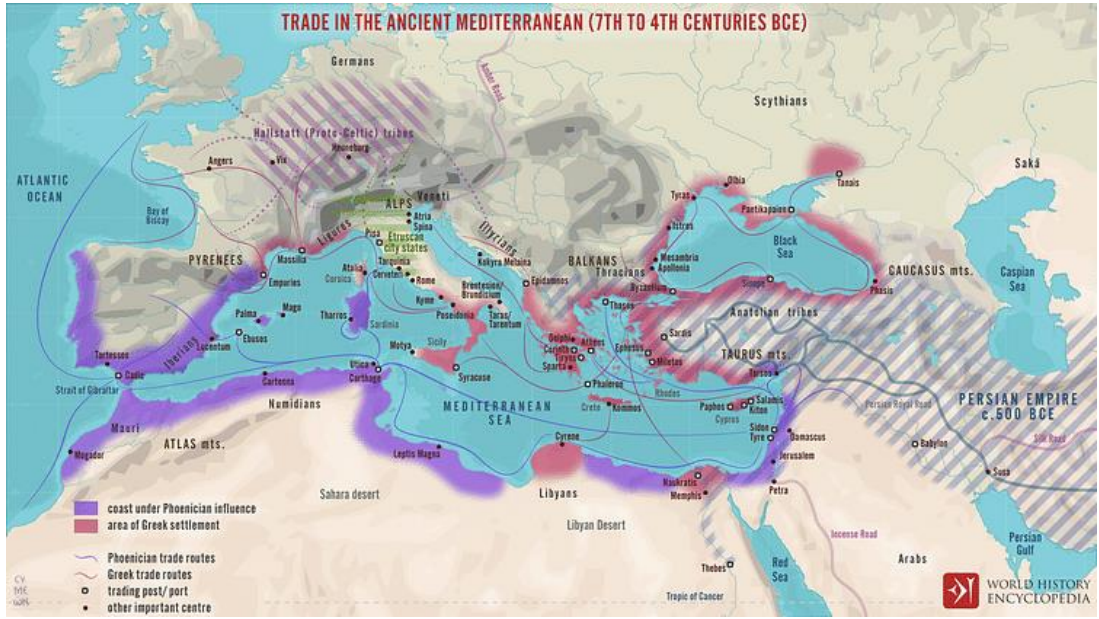 TRADE IN THE ANCIENT MEDITERRANEAN (7TH TO 4TH CENTURIES BCE)
Germans
Amber Road
Scythians
Hallstatt (Proto-Celtic) tribes
Heuneburg
Vix
Angers
Saká
ATLANTIC
OCEAN
Bay of
Biscay
ALPS
Veneti
Atria
Spina
Ligures
Pisa
Etruscan
city states
Massilia
PYRENEES
Empuries
Illyrians
Tyras
Olbia
Tanais
Pantikapaion
Istros
Black
Sea
BALKANS
Thracians
Mesambria
Apollonia
Byzantium
Sinope
Phasis
CAUCASUS mts.
Caspian
Sea
Atalia
Corsica
Tarquinia
Cerveteri
Rome
Kokyra Melaina
Epidamnos
Kyme
Poseidonia
Brentesion/
Brundisium
Taras/
Tarentum
Thasos
Anatolian tribes
Palma
Mago
Ebusos
Lucentum
Iberians
Tharros
Sardinia
Sicily
Motya
Syracuse
Delphi
Athens
Corinth
Sparta
Ephesus
Sardis
Miletos
TAURUS mts.
Tarsos
Tartessos
Cadiz
Strait of Gibraltar
Cartenna
Utica
Carthage
Numidians
Phaleron
Rhodes
Crete
Kommos
Paphos
Salamis
Kition
Cyprus
Persian Royal Road
PERSIAN EMPIRE
c.500 BCE
Silk Road
MEDITERRANEAN
SEA
Mauri
ATLAS mts.
Mogador
Leptis Magna
Cyrene
Sidon
Tyre
Damascus
Jerusalem
Babylon
Susa
Petra
Naukratis
Memphis
Sahara desert
Libyans
Libyan Desert
Thebes
Red
Sea
Incense Road
Arabs
Persian
Gulf
Tropic of Cancer
coast under Phoenician influence
area of Greek settlement
Phoenician trade routes
Greek trade routes
trading post/ port
other important centre
WORLD HISTORY
ENCYCLOPEDIA